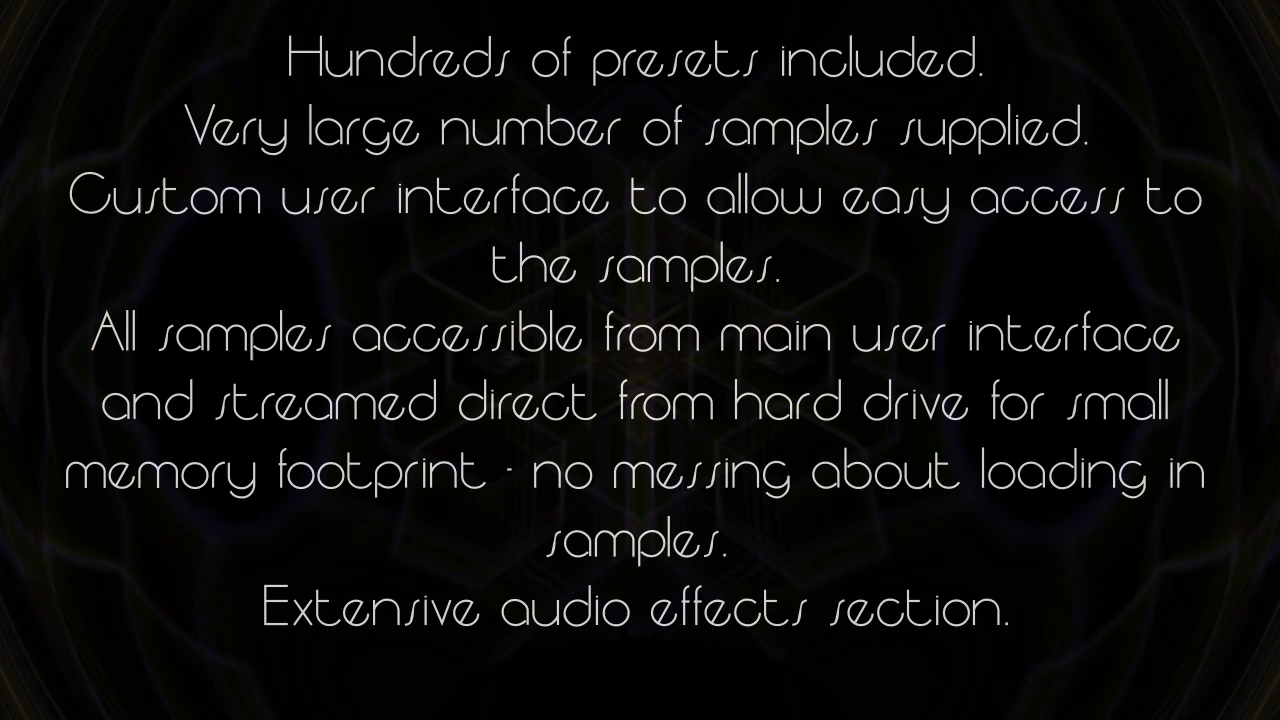 Hundreds of presets included.
Very large number of samples supplied.
Custom user interface to allow easy access to
the samples.
All samples accessible from main user interface
and streamed direct from hard drive for small
memory footprint - no messing about loading in
samples.
Extensive audio effects section.